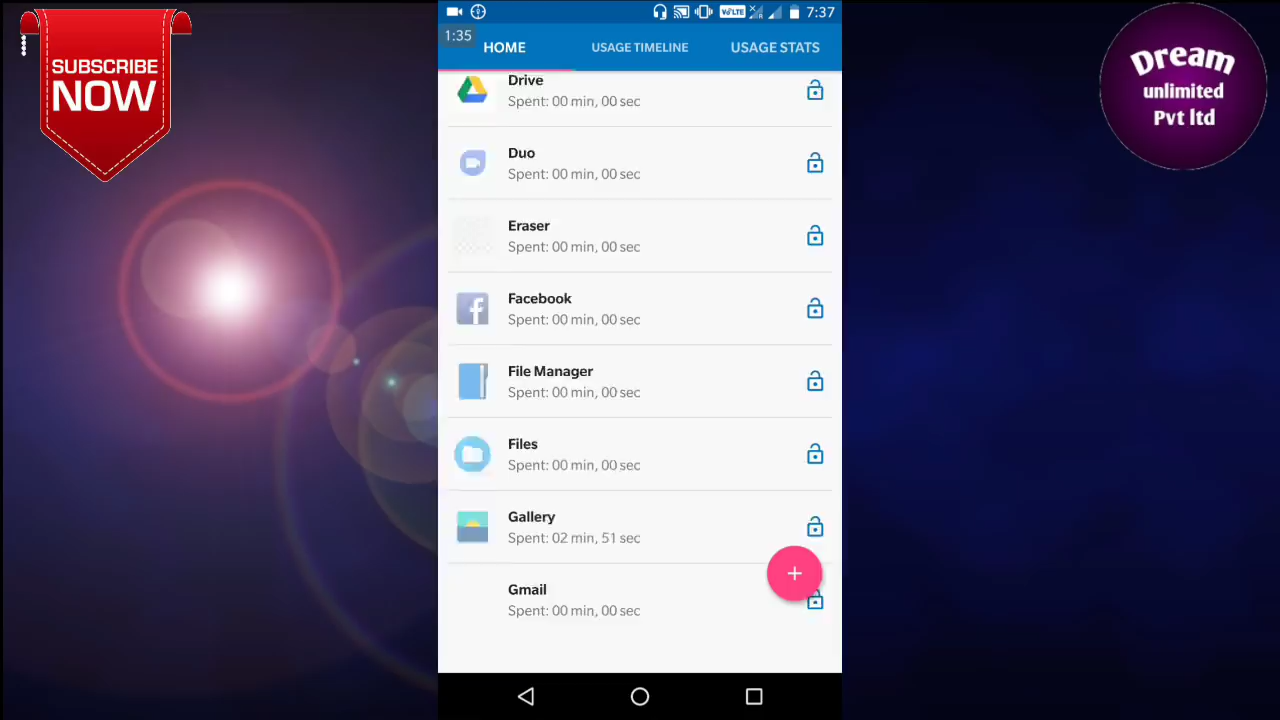 SUBSCRIBE
NOW
VoLTE
7:37
1:35
HOME
USAGE TIMELINE
USAGE STATS
Drive
Spent: 00 min, 00 sec
Duo
Spent: 00 min, 00 sec
Eraser
Spent: 00 min, 00 sec
Facebook
Spent: 00 min, 00 sec
File Manager
Spent: 00 min, 00 sec
Files
Spent: 00 min, 00 sec
Gallery
Spent: 02 min, 51 sec
Gmail
Spent: 00 min, 00 sec
Dream
unlimited
Pvt ltd